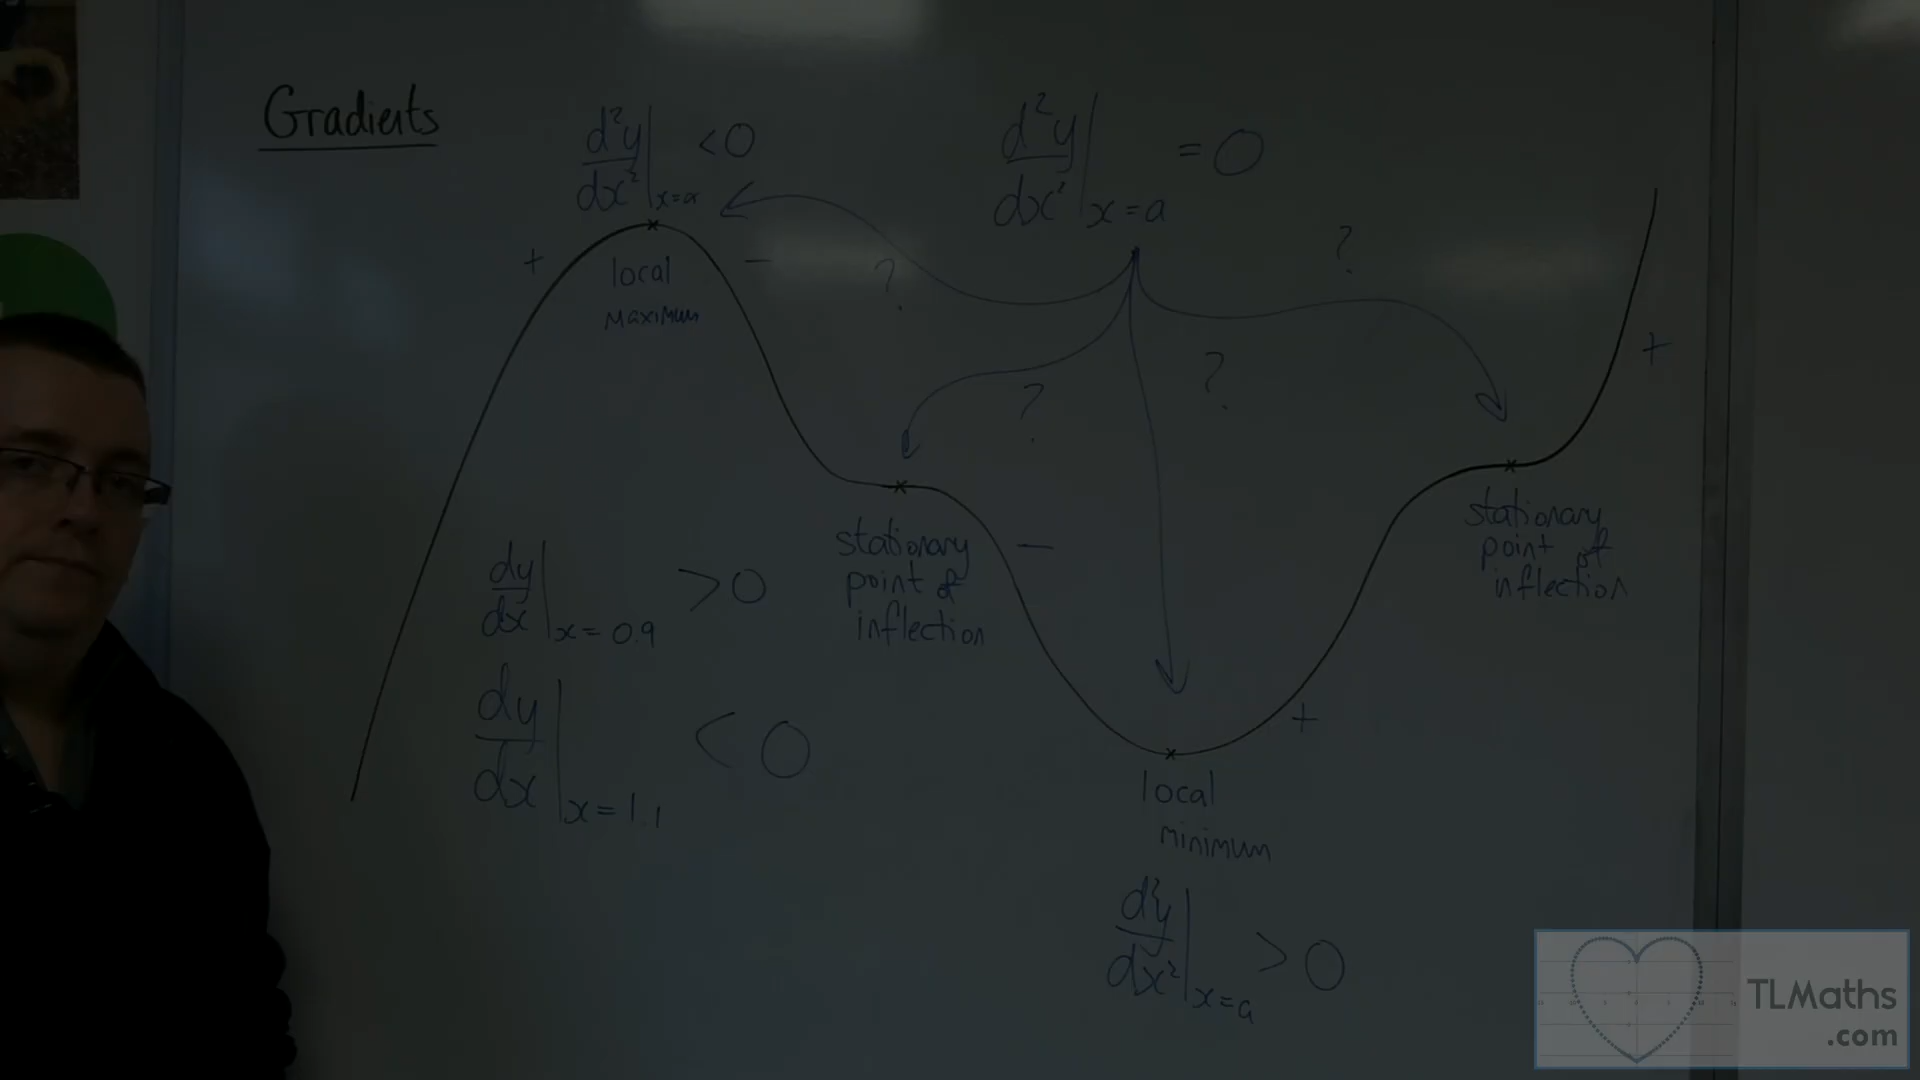 Gradients
d²y/dx² | x=a < 0
d²y/dx² | x=a = 0
+
local
maximum
−
?
?
?
?
+
stationary
point of
inflection
−
stationary
point of
inflection
dy/dx | x=0.9 > 0
dy/dx | x=1.1 < 0
+
local
minimum
d²y/dx² | x=a > 0
TLMaths
.com